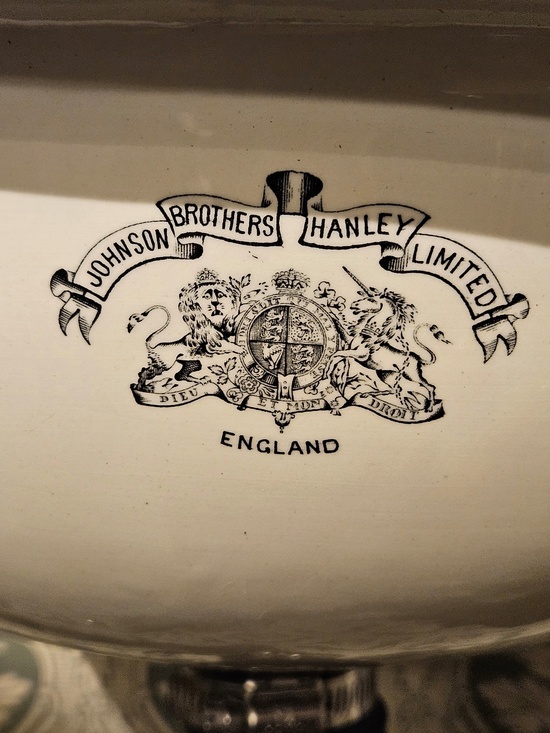 JOHNSON BROTHERS HANLEY LIMITED
DIEU ET MON DROIT
ENGLAND